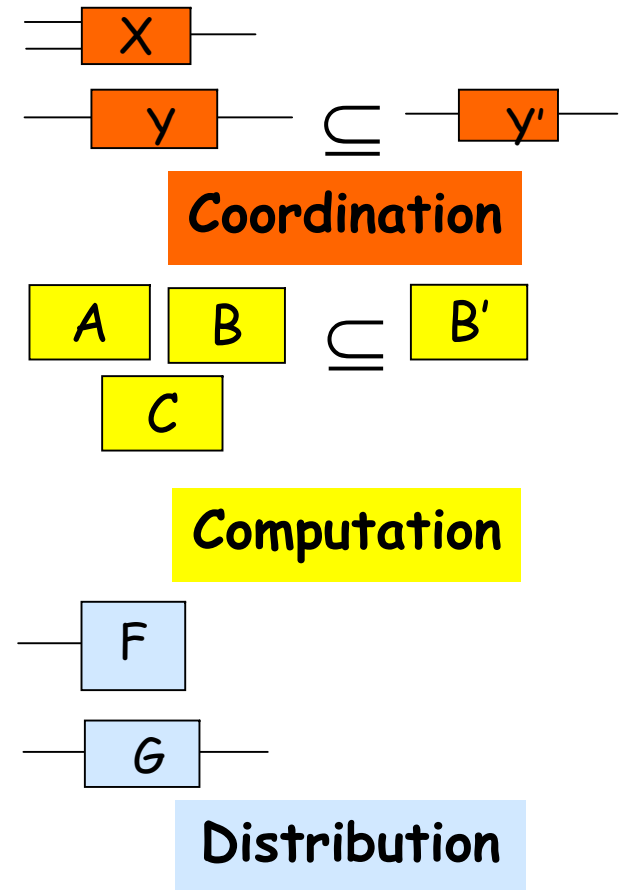 X
y ⊆ y'
Coordination
A B ⊆ B'
C
Computation
F
G
Distribution